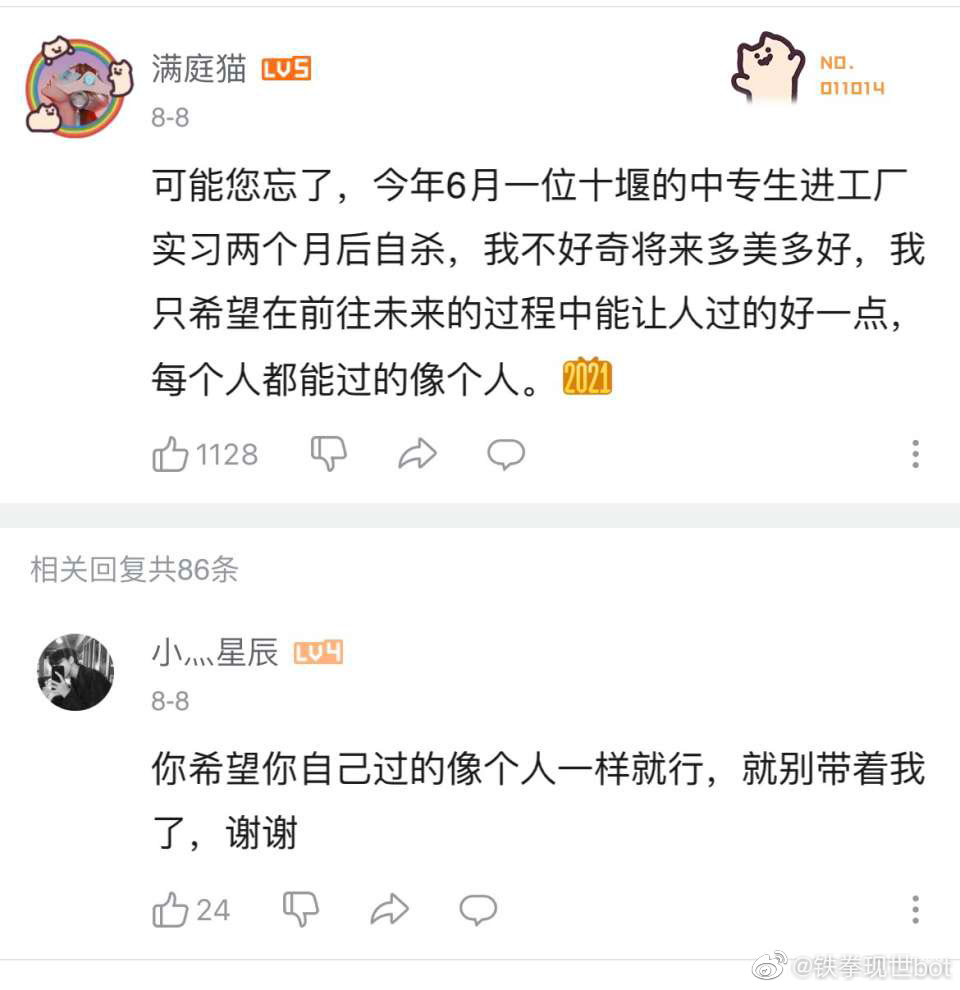 满庭猫 LV5
NO.
011014
8-8
可能您忘了，今年6月一位十堰的中专生进工厂
实习两个月后自杀，我不好奇将来多美多好，我
只希望在前往未来的过程中能让人过的好一点，
每个人都能过的像个人。2021
1128
相关回复共86条
小灬星辰 LV4
8-8
你希望你自己过的像个人一样就行，就别带着我
了，谢谢
24
@铁拳现世bot